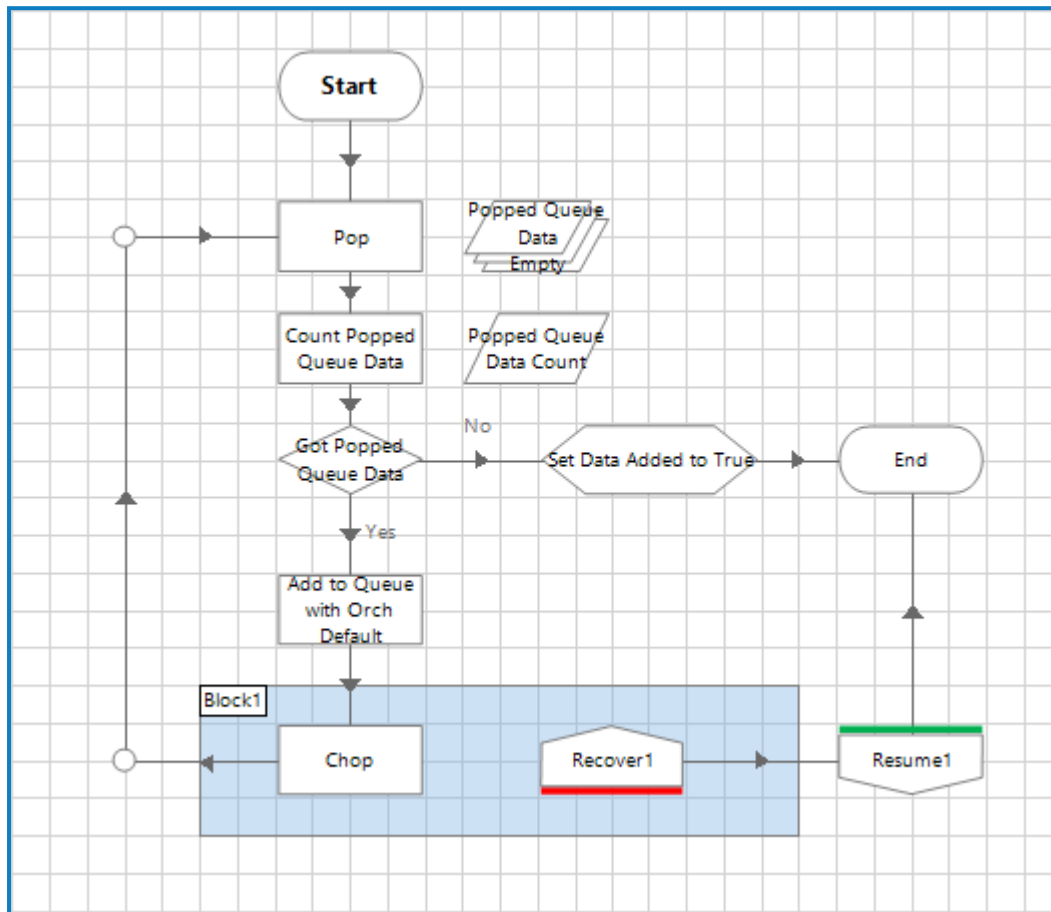 Start
Pop
Popped Queue
Data
Empty
Count Popped
Queue Data
Popped Queue
Data Count
Got Popped
Queue Data
No
Set Data Added to True
End
Yes
Add to Queue
with Orch
Default
Block1
Chop
Recover1
Resume1